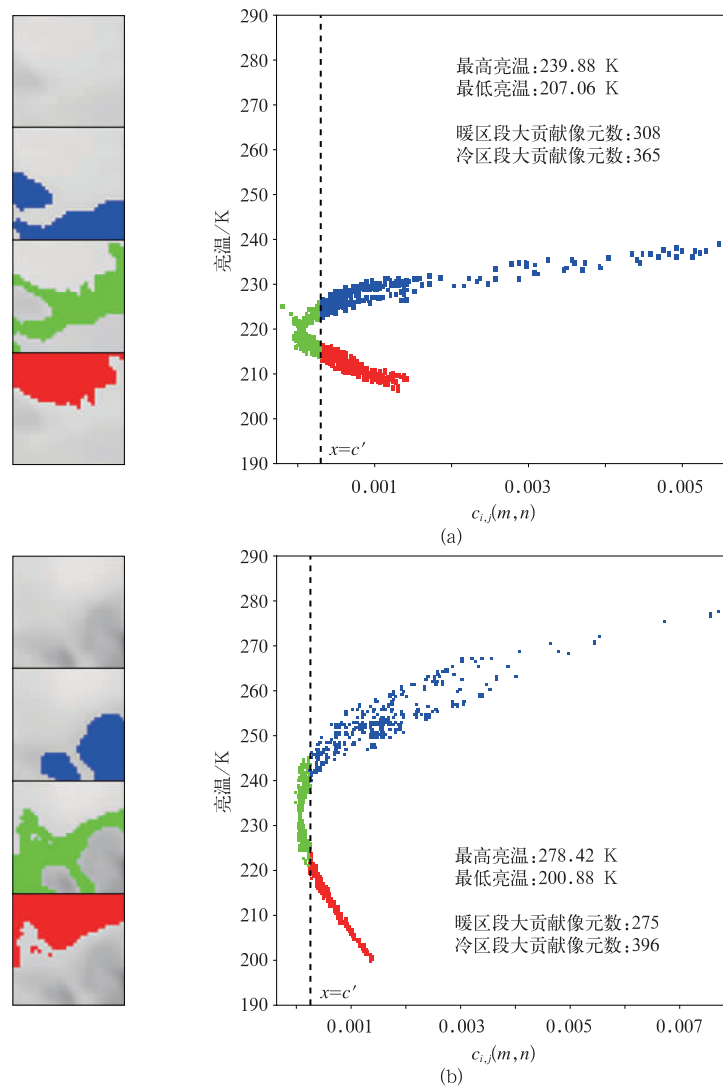 290
280
270
260
250
240
230
220
210
200
190
亮温/K
最高亮温:239.88 K
最低亮温:207.06 K
暖区段大贡献像元数:308
冷区段大贡献像元数:365
x=c′
0.001
0.003
0.005
c_{i,j}(m,n)
(a)
290
280
270
260
250
240
230
220
210
200
190
亮温/K
最高亮温:278.42 K
最低亮温:200.88 K
暖区段大贡献像元数:275
冷区段大贡献像元数:396
x=c′
0.001
0.003
0.005
0.007
c_{i,j}(m,n)
(b)